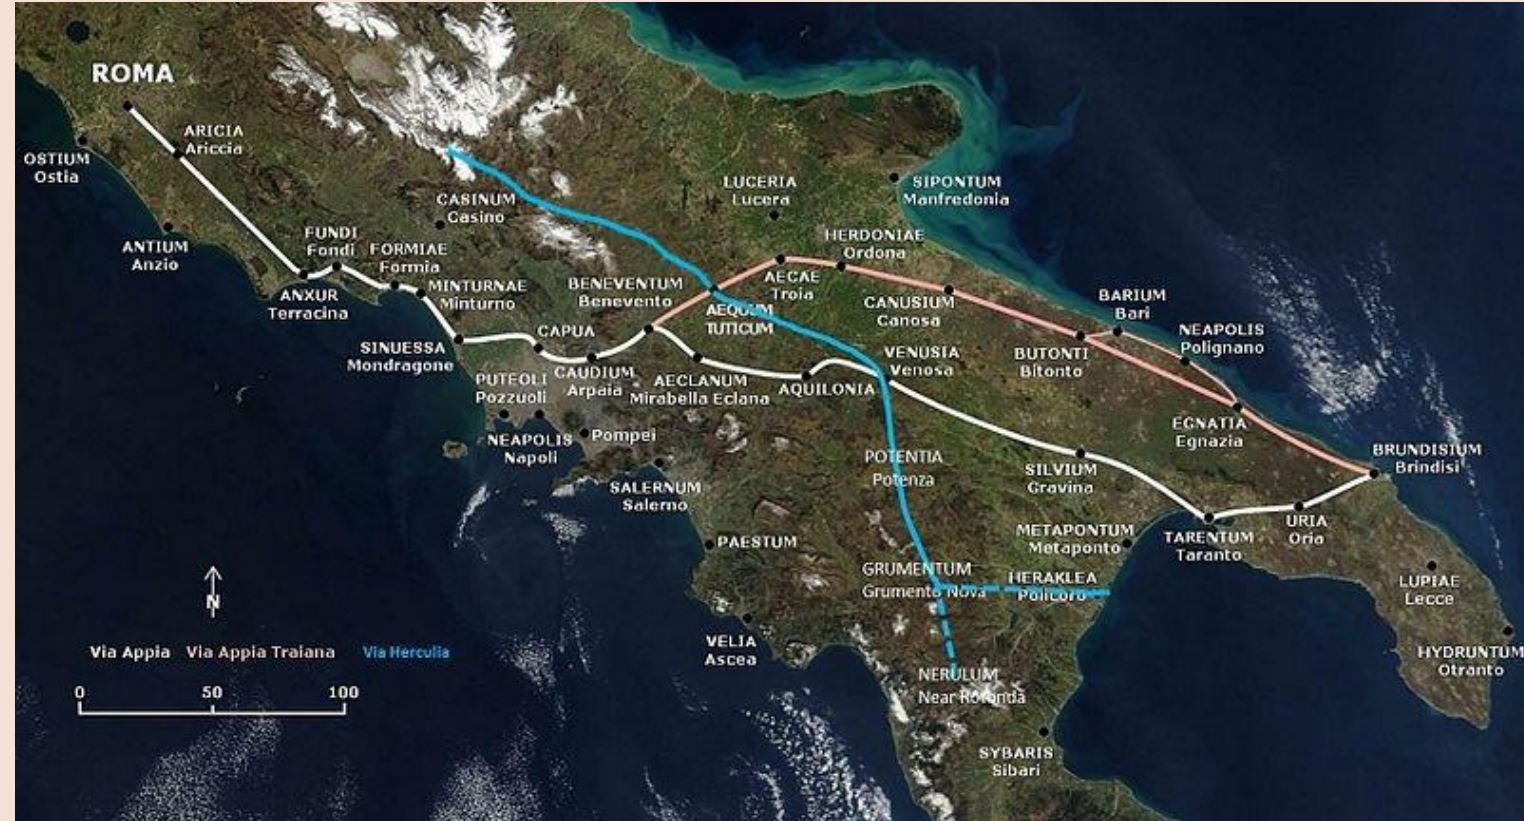 ROMA
ARICIA
Ariccia
OSTIUM
Ostia
ANTIUM
Anzio
CASINUM
Casino
FUNDI
Fondi
FORMIAE
Formia
ANXUR
Terracina
MINTURNAE
Minturno
SINUESSA
Mondragone
CAPUA
CAUDIUM
Arpaia
BENEVENTUM
Benevento
LUCERIA
Lucera
SIPONTUM
Manfredonia
HERDONIAE
Ordona
AECAE
Troia
AEQUUM
TUTICUM
CANUSIUM
Canosa
BARIUM
Bari
NEAPOLIS
Polignano
BUTONTI
Bitonto
VENUSIA
Venosa
AECLANUM
Mirabella Eclana
AQUILONIA
PUTEOLI
Pozzuoli
NEAPOLIS
Napoli
Pompei
SALERNUM
Salerno
EGNATIA
Egnazia
BRUNDISIUM
Brindisi
POTENTIA
Potenza
SILVIUM
Gravina
PAESTUM
METAPONTUM
Metaponto
TARENTUM
Taranto
URIA
Oria
GRUMENTUM
Grumento Nova
HERAKLEA
Policoro
LUPIAE
Lecce
VELIA
Ascea
HYDRUNTUM
Otranto
NERULUM
Near Rotonda
SYBARIS
Sibari
N
Via Appia Via Appia Traiana Via Herculia
0 50 100